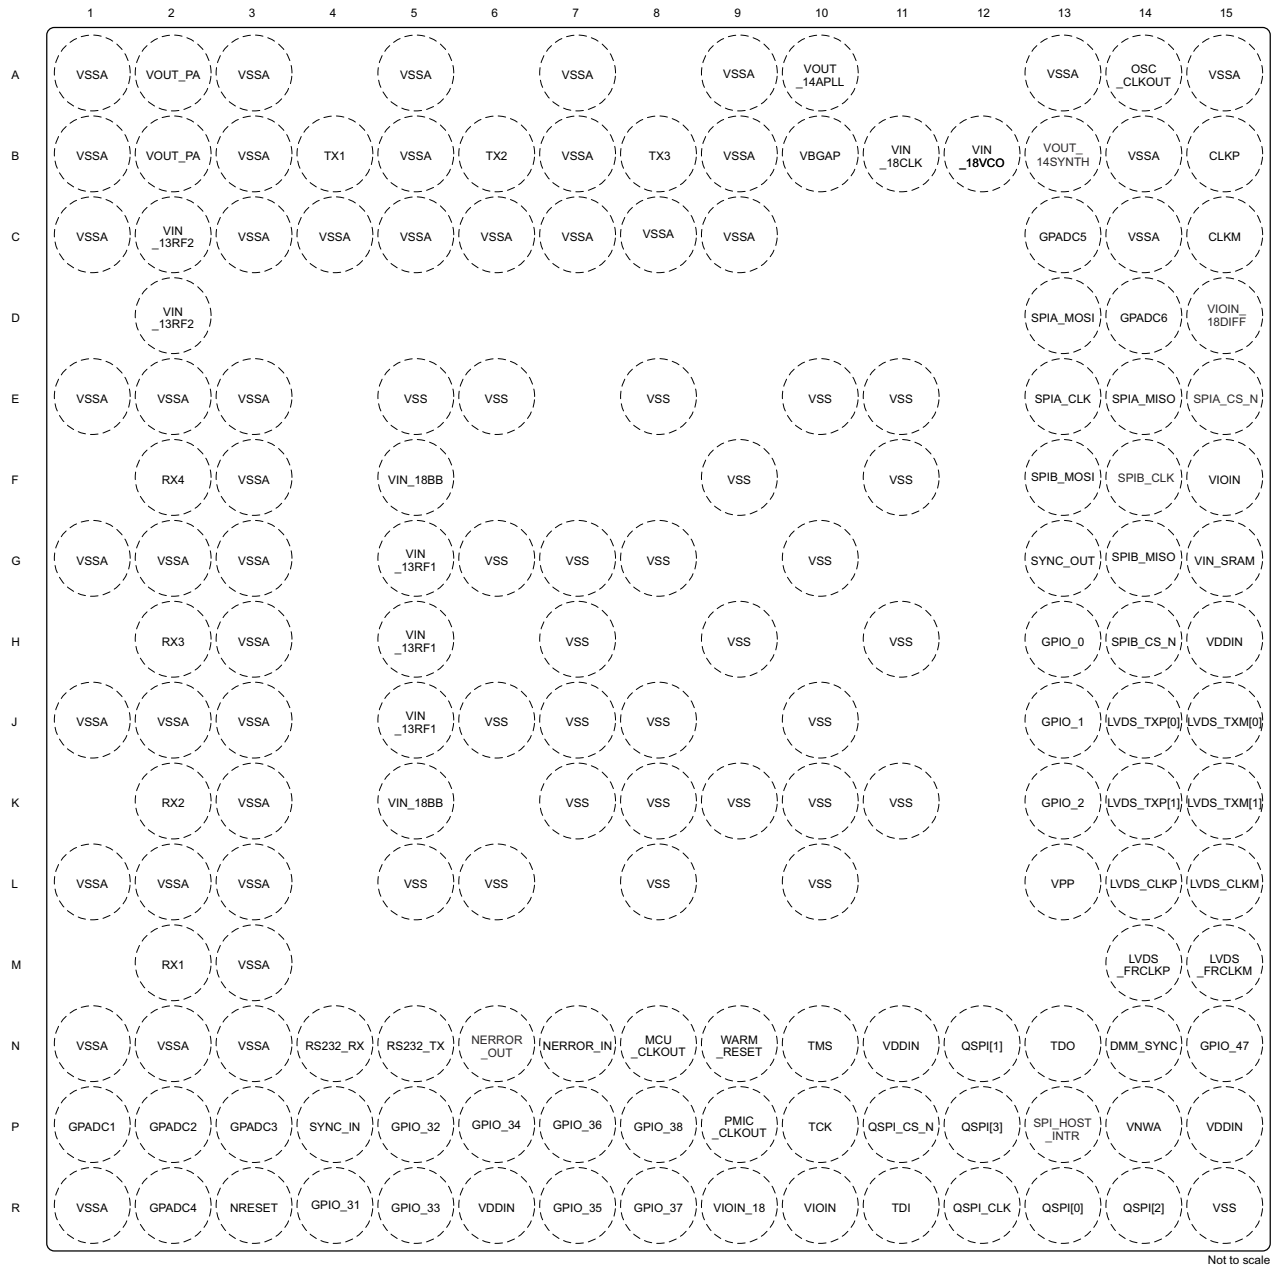 1 2 3 4 5 6 7 8 9 10 11 12 13 14 15
A VSSA VOUT_PA VSSA VSSA VSSA VSSA VOUT _14APLL VSSA OSC _CLKOUT VSSA
B VSSA VOUT_PA VSSA TX1 VSSA TX2 VSSA TX3 VSSA VBGAP VIN _18CLK VIN _18VCO VOUT_ 14SYNTH VSSA CLKP
C VSSA VIN _13RF2 VSSA VSSA VSSA VSSA VSSA VSSA VSSA GPADC5 VSSA CLKM
D VIN _13RF2 SPIA_MOSI GPADC6 VIOIN_ 18DIFF
E VSSA VSSA VSSA VSS VSS VSS VSS VSS SPIA_CLK SPIA_MISO SPIA_CS_N
F RX4 VSSA VIN_18BB VSS VSS SPIB_MOSI SPIB_CLK VIOIN
G VSSA VSSA VSSA VIN _13RF1 VSS VSS VSS VSS SYNC_OUT SPIB_MISO VIN_SRAM
H RX3 VSSA VIN _13RF1 VSS VSS VSS GPIO_0 SPIB_CS_N VDDIN
J VSSA VSSA VSSA VIN _13RF1 VSS VSS VSS VSS GPIO_1 LVDS_TXP[0] LVDS_TXM[0]
K RX2 VSSA VIN_18BB VSS VSS VSS VSS VSS GPIO_2 LVDS_TXP[1] LVDS_TXM[1]
L VSSA VSSA VSSA VSS VSS VSS VSS VPP LVDS_CLKP LVDS_CLKM
M RX1 VSSA LVDS _FRCLKP LVDS _FRCLKM
N VSSA VSSA VSSA RS232_RX RS232_TX NERROR _OUT NERROR_IN MCU _CLKOUT WARM _RESET TMS VDDIN QSPI[1] TDO DMM_SYNC GPIO_47
P GPADC1 GPADC2 GPADC3 SYNC_IN GPIO_32 GPIO_34 GPIO_36 GPIO_38 PMIC _CLKOUT TCK QSPI_CS_N QSPI[3] SPI_HOST _INTR VNWA VDDIN
R VSSA GPADC4 NRESET GPIO_31 GPIO_33 VDDIN GPIO_35 GPIO_37 VIOIN_18 VIOIN TDI QSPI_CLK QSPI[0] QSPI[2] VSS
Not to scale